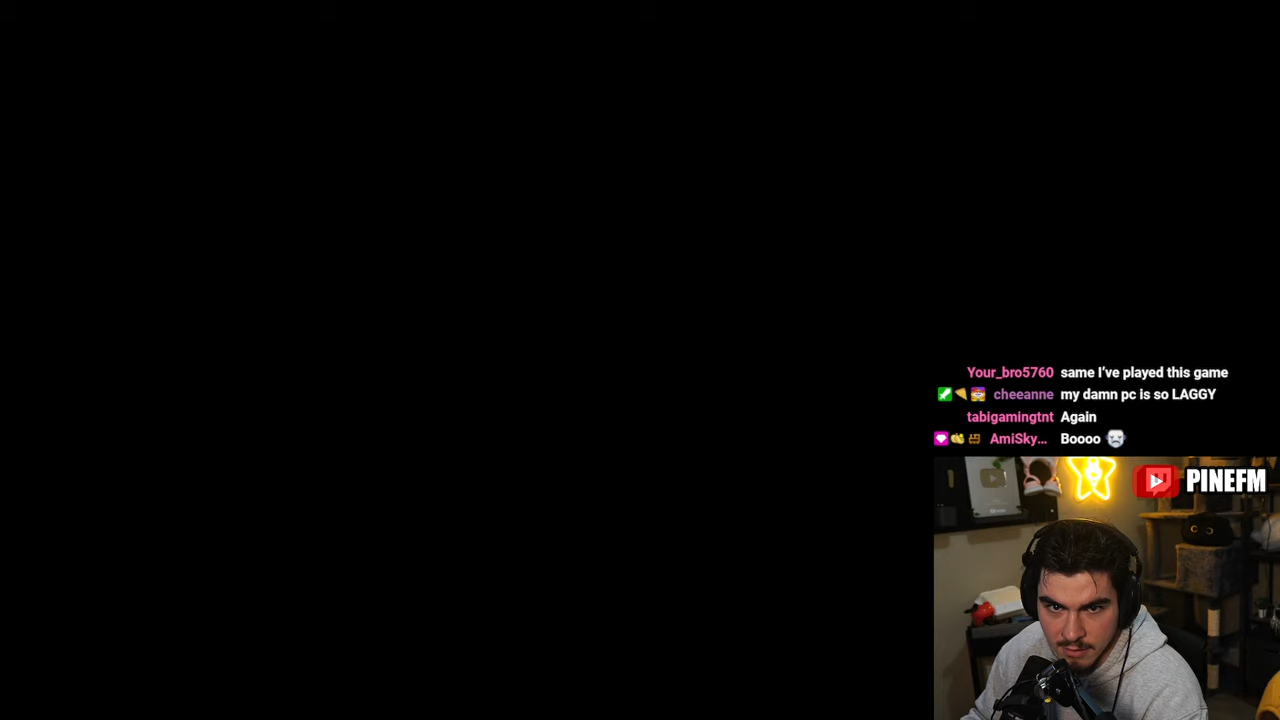 Your_bro5760 same I've played this game
cheeanne my damn pc is so LAGGY
tabigamingtnt Again
AmiSky... Boooo
PINEFM